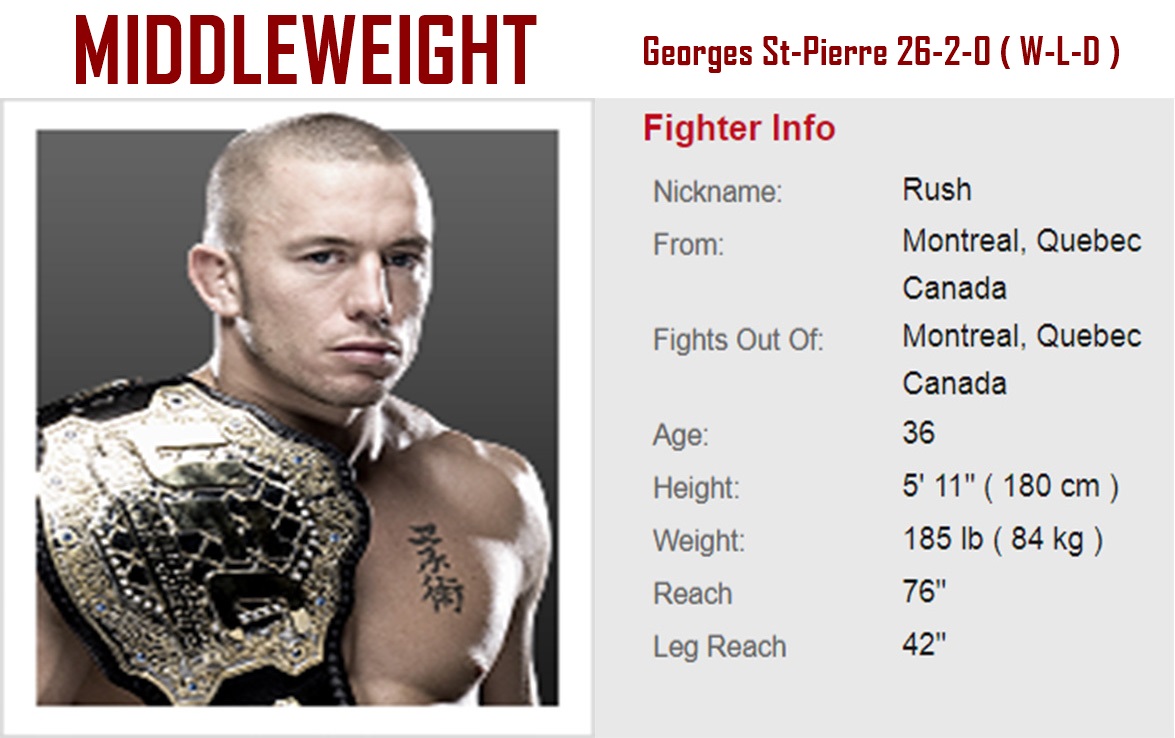 MIDDLEWEIGHT
Georges St-Pierre 26-2-0 ( W-L-D )
Fighter Info
Nickname: Rush
From: Montreal, Quebec
Canada
Fights Out Of: Montreal, Quebec
Canada
Age: 36
Height: 5' 11" ( 180 cm )
Weight: 185 lb ( 84 kg )
Reach 76"
Leg Reach 42"